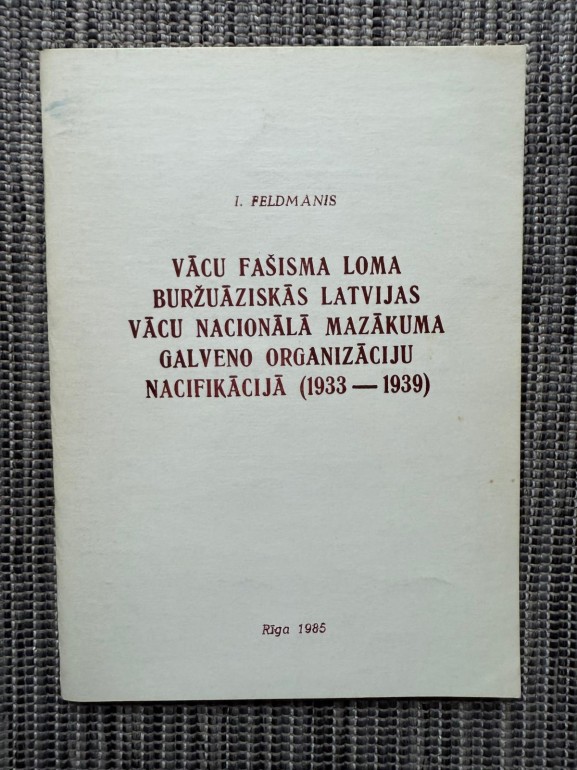 I. FELDMANIS
VĀCU FAŠISMA LOMA
BURŽUĀZISKĀS LATVIJAS
VĀCU NACIONĀLĀ MAZĀKUMA
GALVENO ORGANIZĀCIJU
NACIFIKĀCIJĀ (1933 — 1939)
Rīga 1985